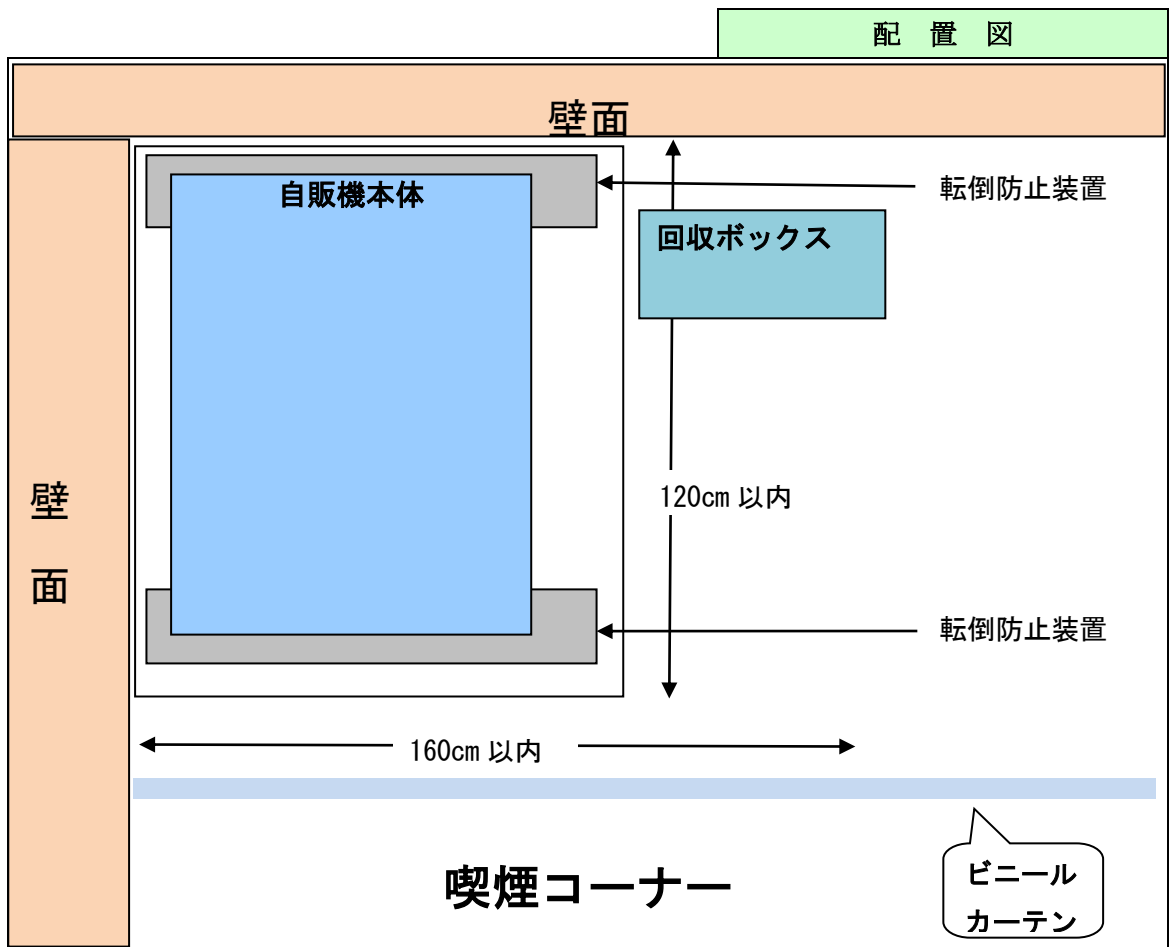 配 置 図
壁面
自販機本体
転倒防止装置
回収ボックス
壁
面
120cm 以内
転倒防止装置
160cm 以内
喫煙コーナー
ビニール
カーテン